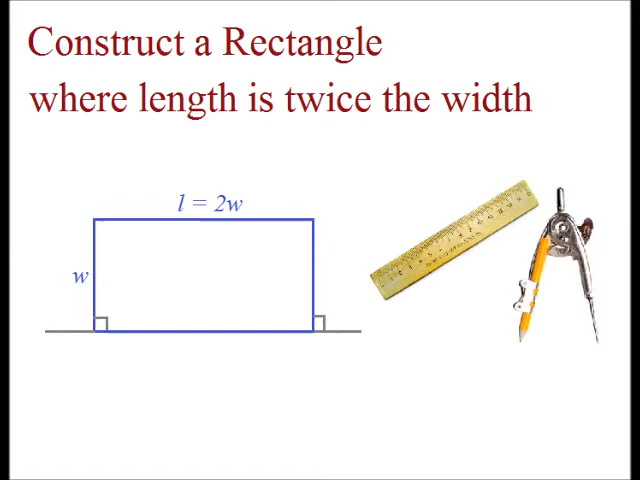 Construct a Rectangle
where length is twice the width
l = 2w
w